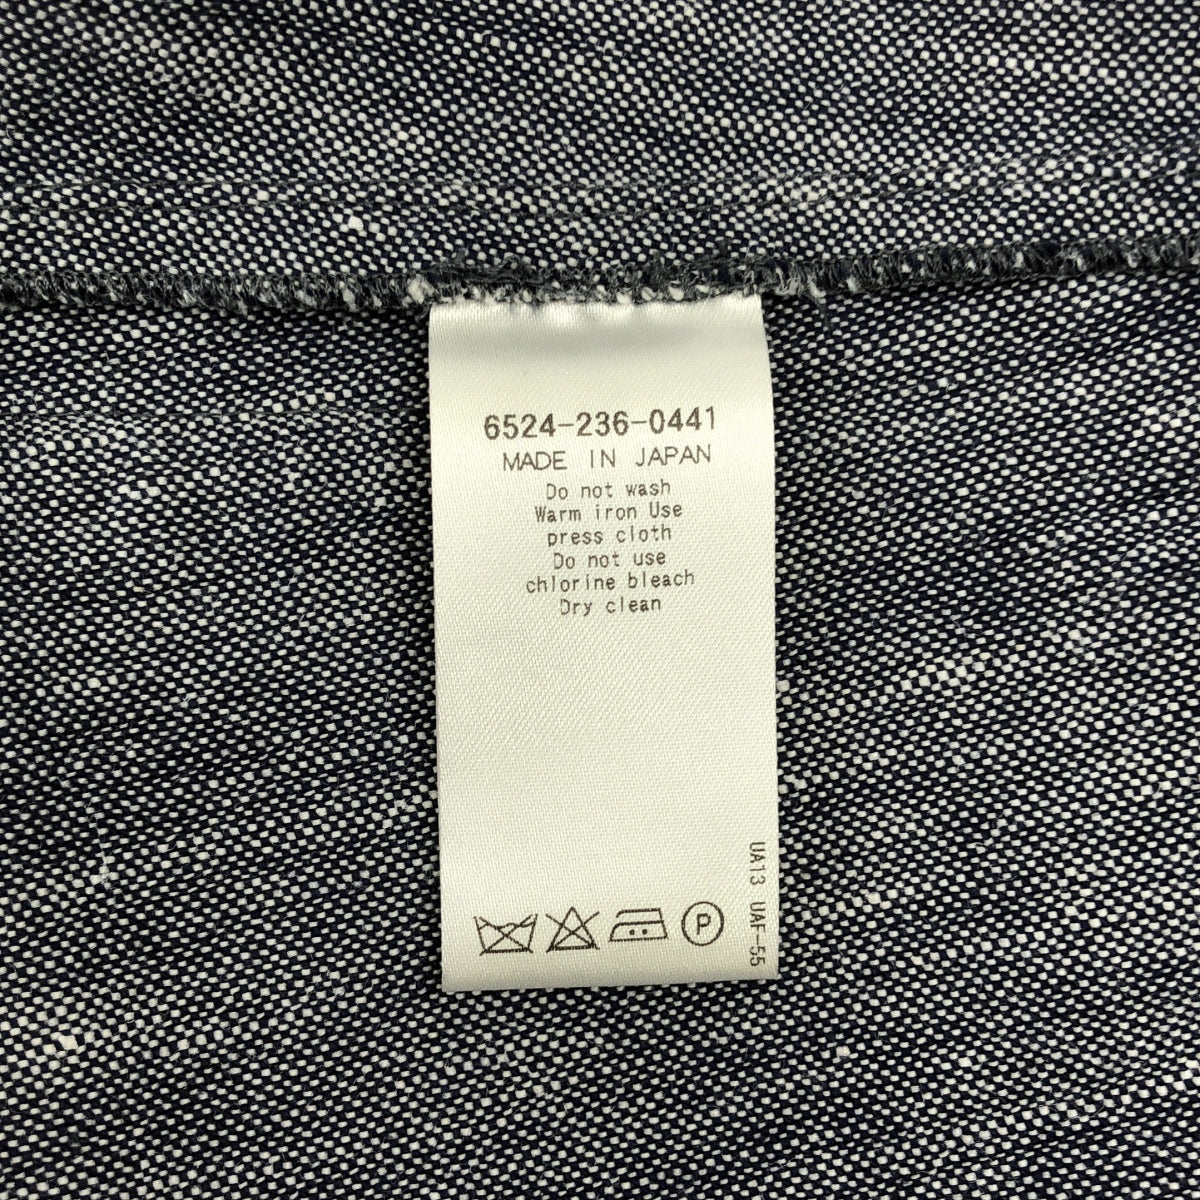 6524-236-0441
MADE IN JAPAN
Do not wash
Warm iron Use
press cloth
Do not use
chlorine bleach
Dry clean
P
UA13 UAF-55